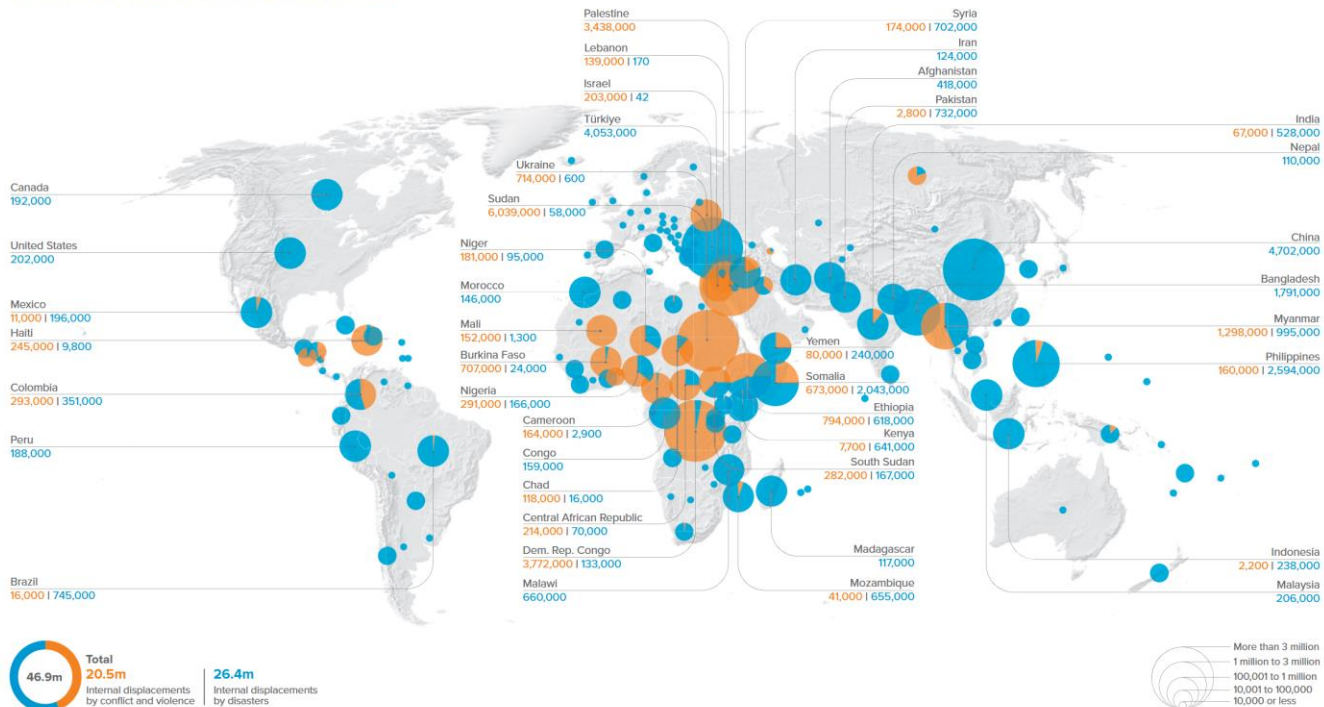 Palestine
3,438,000
Lebanon
139,000 | 170
Israel
203,000 | 42
Türkiye
4,053,000
Ukraine
714,000 | 600
Sudan
6,039,000 | 58,000
Niger
181,000 | 95,000
Morocco
146,000
Mali
152,000 | 1,300
Burkina Faso
707,000 | 24,000
Nigeria
291,000 | 166,000
Cameroon
164,000 | 2,900
Congo
159,000
Chad
118,000 | 16,000
Central African Republic
214,000 | 70,000
Dem. Rep. Congo
3,772,000 | 133,000
Malawi
660,000
Syria
174,000 | 702,000
Iran
124,000
Afghanistan
418,000
Pakistan
2,800 | 732,000
India
67,000 | 528,000
Nepal
110,000
China
4,702,000
Bangladesh
1,791,000
Myanmar
1,298,000 | 995,000
Philippines
160,000 | 2,594,000
Yemen
80,000 | 240,000
Somalia
673,000 | 2,043,000
Ethiopia
794,000 | 618,000
Kenya
7,700 | 641,000
South Sudan
282,000 | 167,000
Madagascar
117,000
Mozambique
41,000 | 655,000
Indonesia
2,200 | 238,000
Malaysia
206,000
Canada
192,000
United States
202,000
Mexico
11,000 | 196,000
Haiti
245,000 | 9,800
Colombia
293,000 | 351,000
Peru
188,000
Brazil
16,000 | 745,000
46.9m
Total
20.5m
Internal displacements
by conflict and violence
26.4m
Internal displacements
by disasters
More than 3 million
1 million to 3 million
100,001 to 1 million
10,001 to 100,000
10,000 or less